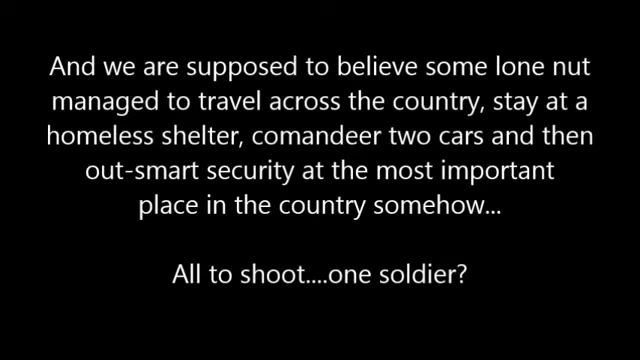 And we are supposed to believe some lone nut
managed to travel across the country, stay at a
homeless shelter, comandeer two cars and then
out-smart security at the most important
place in the country somehow...
All to shoot....one soldier?